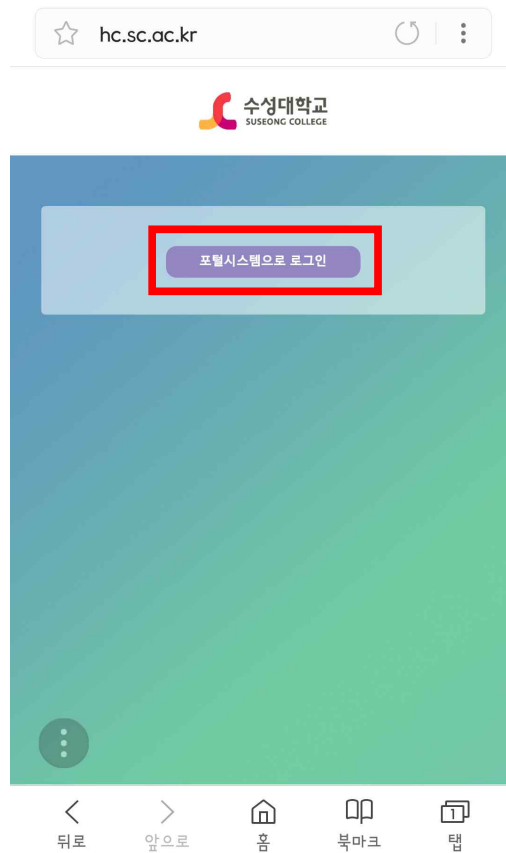 hc.sc.ac.kr
수성대학교
SUSEONG COLLEGE
포털시스템으로 로그인
뒤로 앞으로 홈 북마크 1 탭